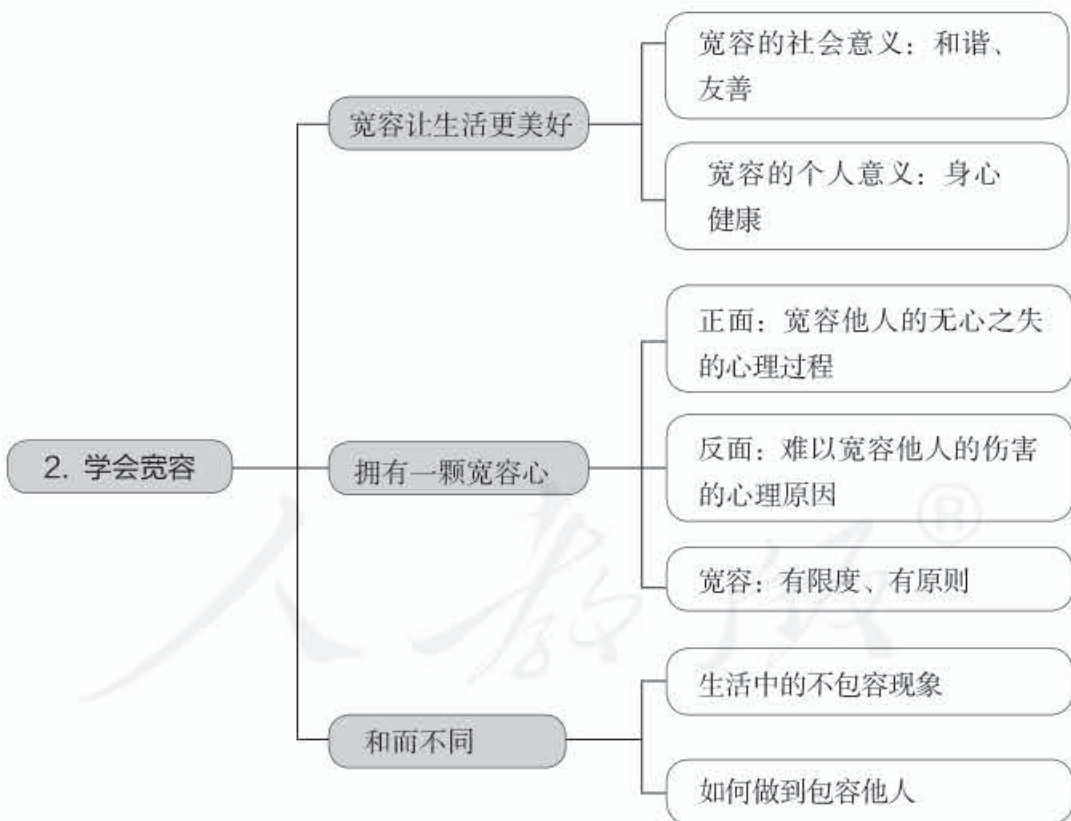 2. 学会宽容
宽容让生活更美好
宽容的社会意义：和谐、
友善
宽容的个人意义：身心
健康
拥有一颗宽容心
正面：宽容他人的无心之失
的心理过程
反面：难以宽容他人的伤害
的心理原因
宽容：有限度、有原则
和而不同
生活中的不包容现象
如何做到包容他人
人教版®